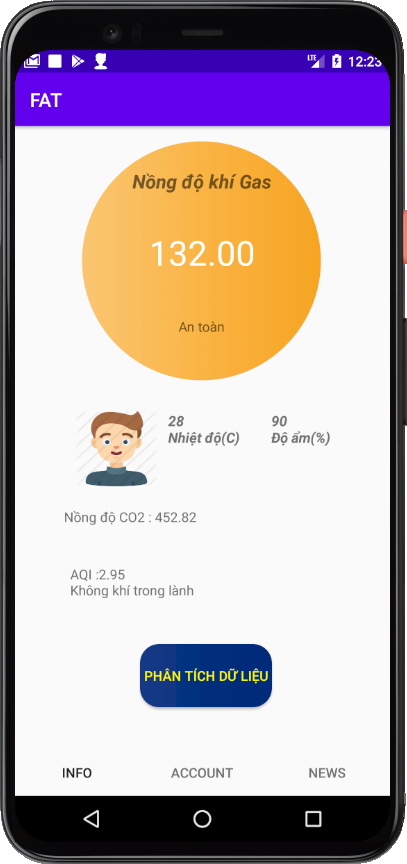 LTE 12:23
FAT
Nồng độ khí Gas
132.00
An toàn
28
Nhiệt độ(C)
90
Độ ẩm(%)
Nồng độ CO2 : 452.82
AQI :2.95
Không khí trong lành
PHÂN TÍCH DỮ LIỆU
INFO ACCOUNT NEWS